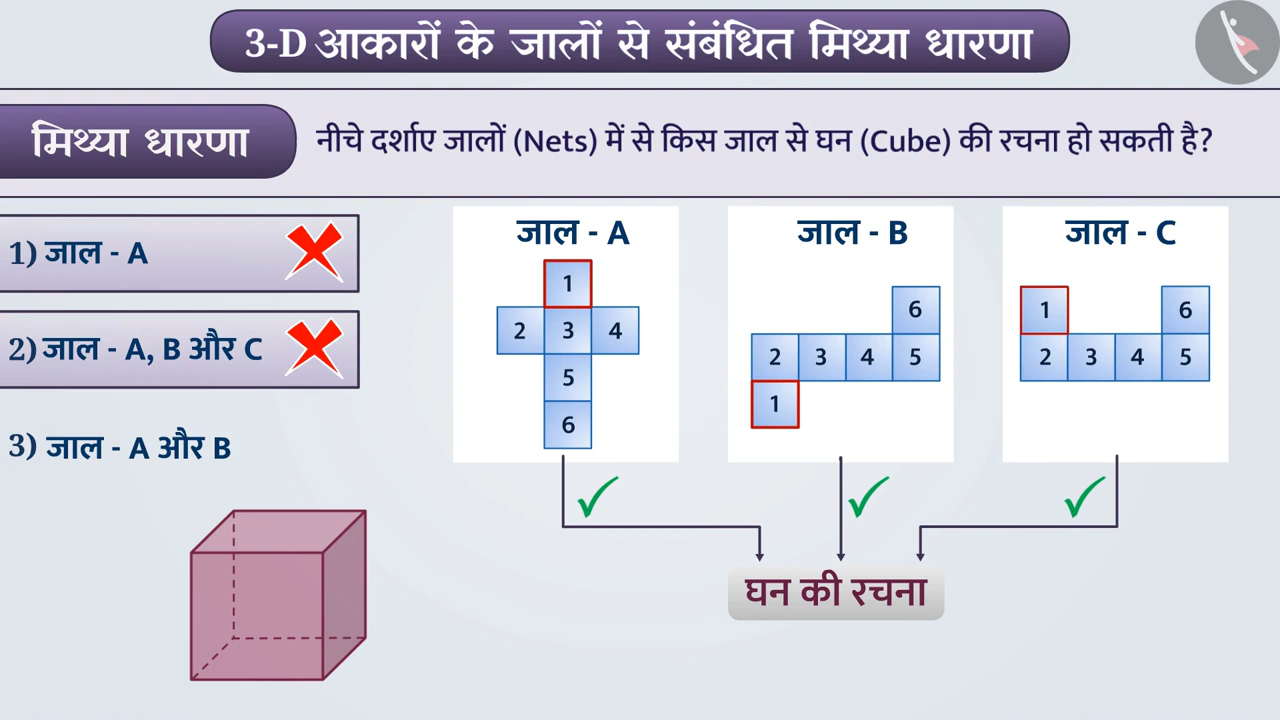 3-D आकारों के जालों से संबंधित मिथ्या धारणा
मिथ्या धारणा
नीचे दर्शाए जालों (Nets) में से किस जाल से घन (Cube) की रचना हो सकती है?
1) जाल - A
2) जाल - A, B और C
3) जाल - A और B
जाल - A
1
2 3 4
5
6
जाल - B
6
2 3 4 5
1
जाल - C
1 6
2 3 4 5
घन की रचना